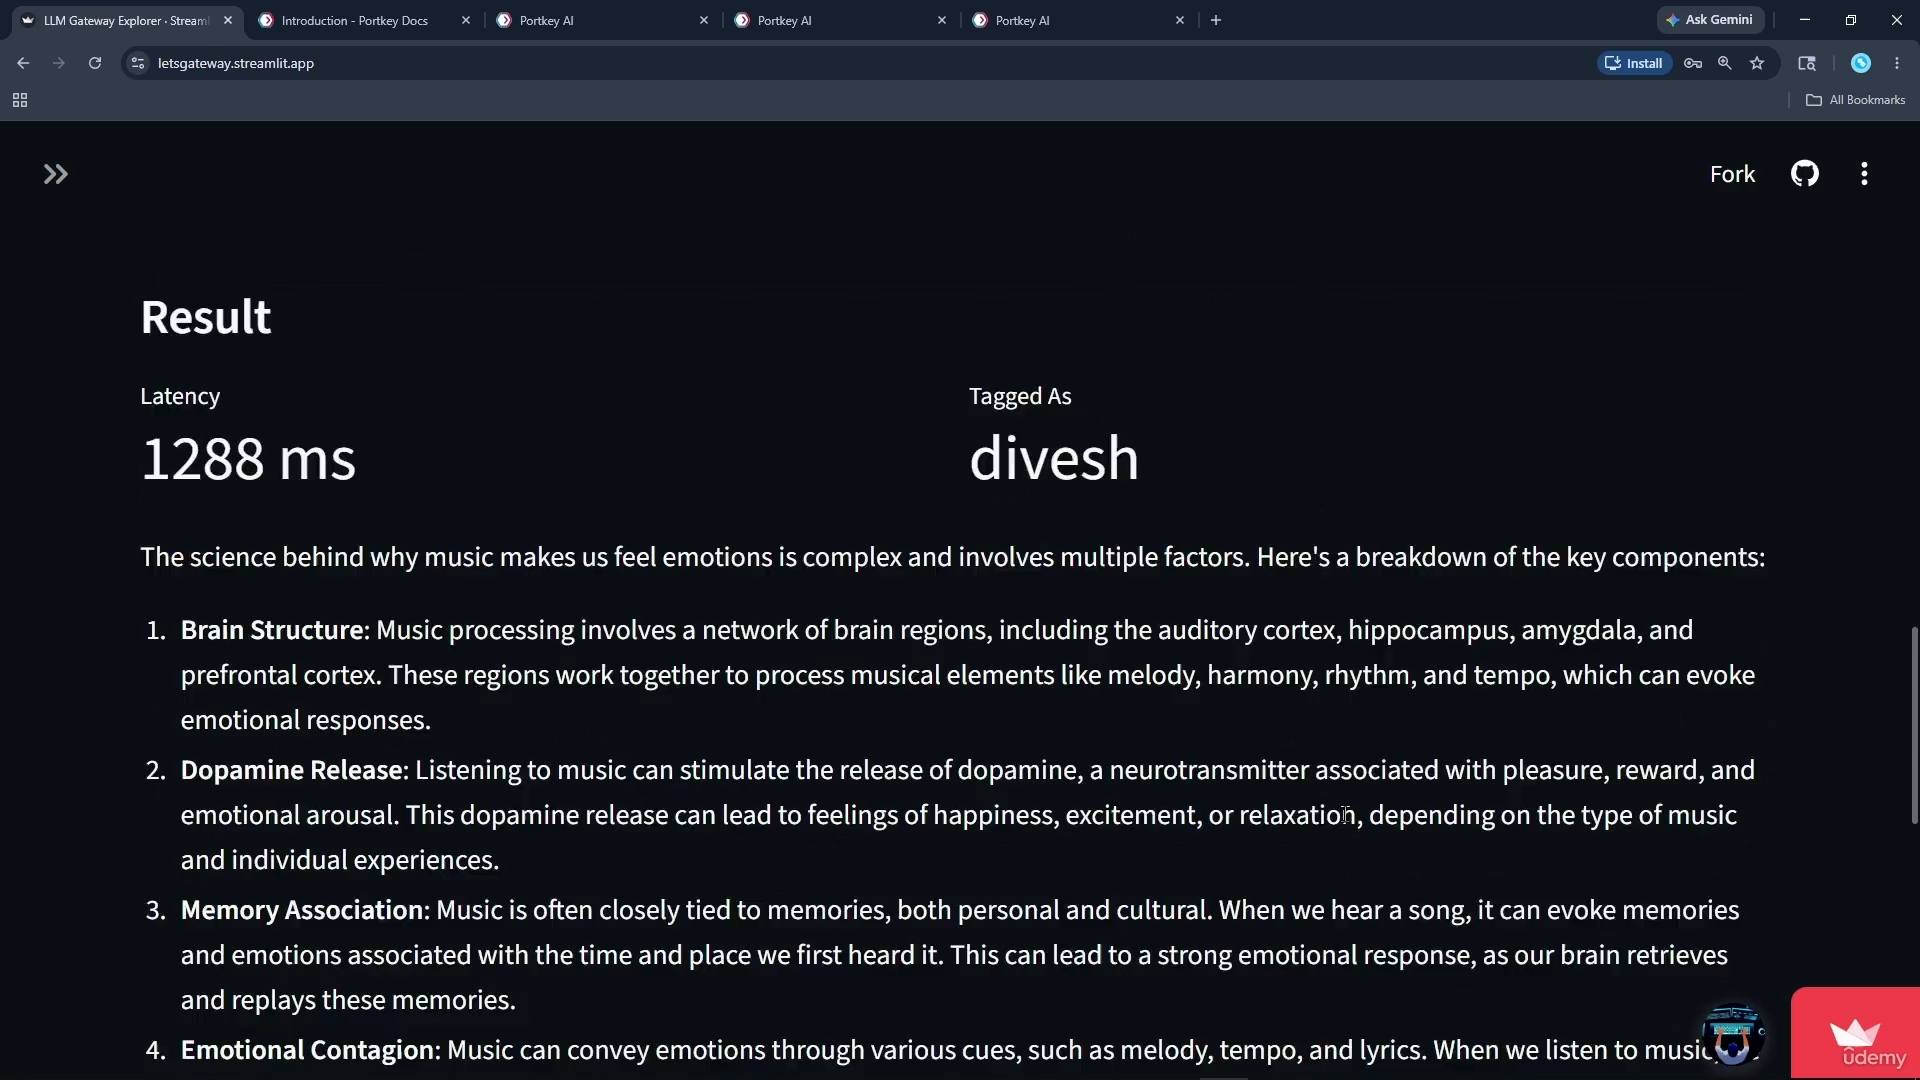 LLM Gateway Explorer · Streaml
Introduction - Portkey Docs
Portkey AI
Portkey AI
Portkey AI
Ask Gemini
letsgateway.streamlit.app
Install
All Bookmarks
Fork
Result
Latency
Tagged As
1288 ms
divesh
The science behind why music makes us feel emotions is complex and involves multiple factors. Here's a breakdown of the key components:
1. Brain Structure: Music processing involves a network of brain regions, including the auditory cortex, hippocampus, amygdala, and
prefrontal cortex. These regions work together to process musical elements like melody, harmony, rhythm, and tempo, which can evoke
emotional responses.
2. Dopamine Release: Listening to music can stimulate the release of dopamine, a neurotransmitter associated with pleasure, reward, and
emotional arousal. This dopamine release can lead to feelings of happiness, excitement, or relaxation, depending on the type of music
and individual experiences.
3. Memory Association: Music is often closely tied to memories, both personal and cultural. When we hear a song, it can evoke memories
and emotions associated with the time and place we first heard it. This can lead to a strong emotional response, as our brain retrieves
and replays these memories.
4. Emotional Contagion: Music can convey emotions through various cues, such as melody, tempo, and lyrics. When we listen to music,
ûdemy